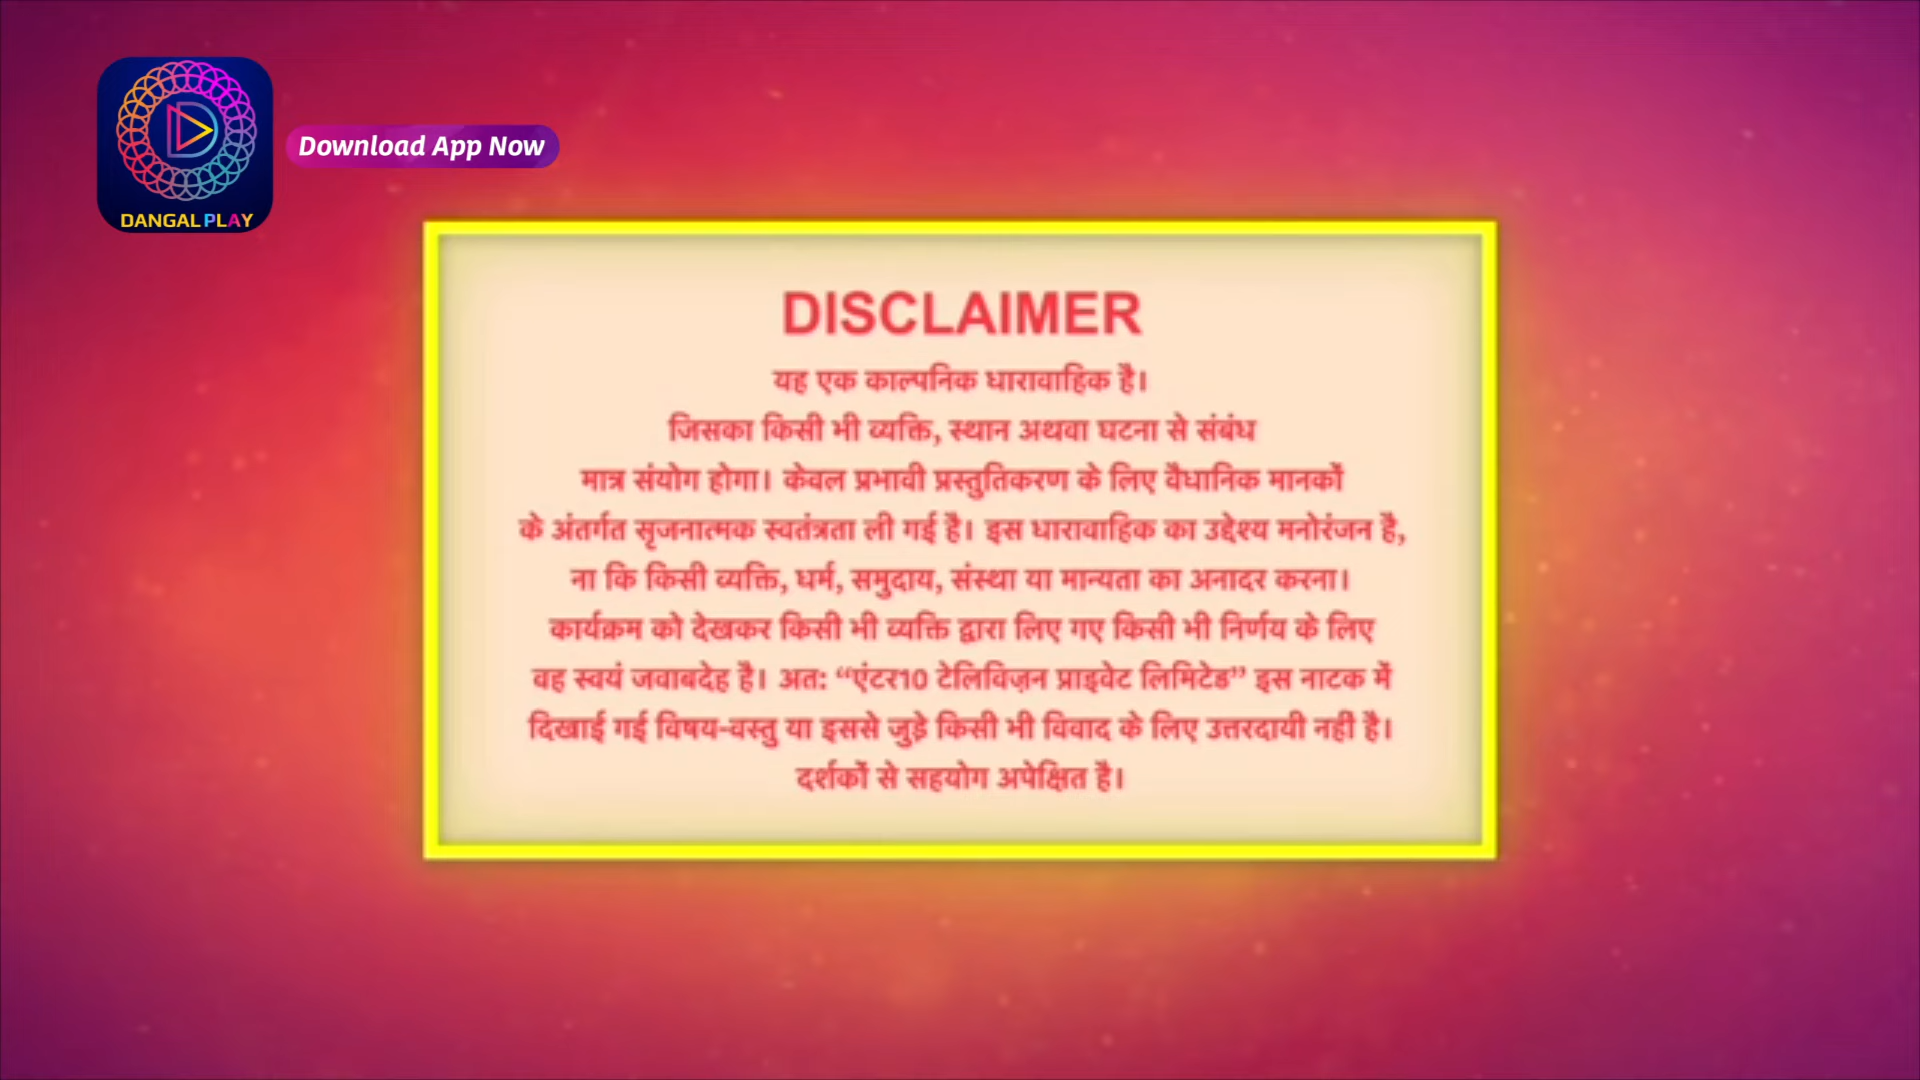 DANGAL PLAY
Download App Now
DISCLAIMER
यह एक काल्पनिक धारावाहिक है।
जिसका किसी भी व्यक्ति, स्थान अथवा घटना से संबंध
मात्र संयोग होगा। केवल प्रभावी प्रस्तुतिकरण के लिए वैधानिक मानकों
के अंतर्गत सृजनात्मक स्वतंत्रता ली गई है। इस धारावाहिक का उद्देश्य मनोरंजन है,
ना कि किसी व्यक्ति, धर्म, समुदाय, संस्था या मान्यता का अनादर करना।
कार्यक्रम को देखकर किसी भी व्यक्ति द्वारा लिए गए किसी भी निर्णय के लिए
वह स्वयं जवाबदेह है। अत: “एंटर10 टेलिविज़न प्राइवेट लिमिटेड” इस नाटक में
दिखाई गई विषय-वस्तु या इससे जुड़े किसी भी विवाद के लिए उत्तरदायी नहीं है।
दर्शकों से सहयोग अपेक्षित है।